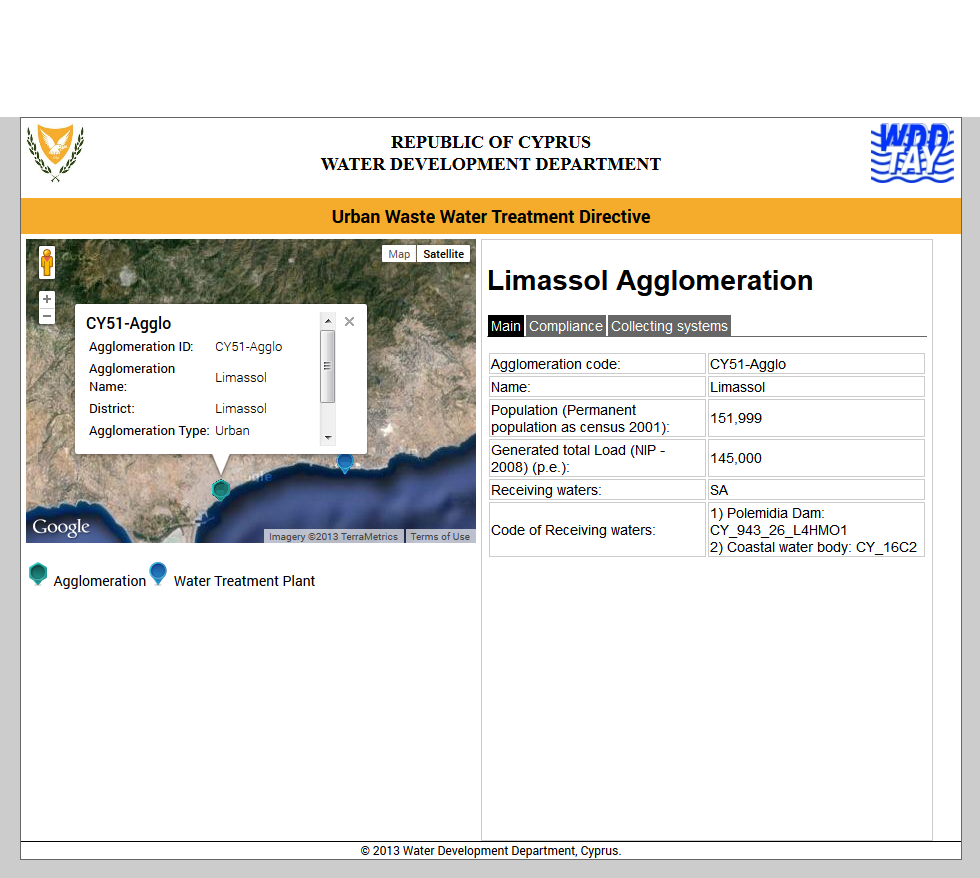 REPUBLIC OF CYPRUS
WATER DEVELOPMENT DEPARTMENT
WDD
TAY
Urban Waste Water Treatment Directive
Map Satellite
+
−
CY51-Agglo
Agglomeration ID: CY51-Agglo
Agglomeration
Name: Limassol
District: Limassol
Agglomeration Type: Urban
Google
Imagery ©2013 TerraMetrics Terms of Use
Agglomeration Water Treatment Plant
Limassol Agglomeration
Main Compliance Collecting systems
Agglomeration code: CY51-Agglo
Name: Limassol
Population (Permanent
population as census 2001): 151,999
Generated total Load (NIP -
2008) (p.e.): 145,000
Receiving waters: SA
Code of Receiving waters: 1) Polemidia Dam:
CY_943_26_L4HMO1
2) Coastal water body: CY_16C2
© 2013 Water Development Department, Cyprus.